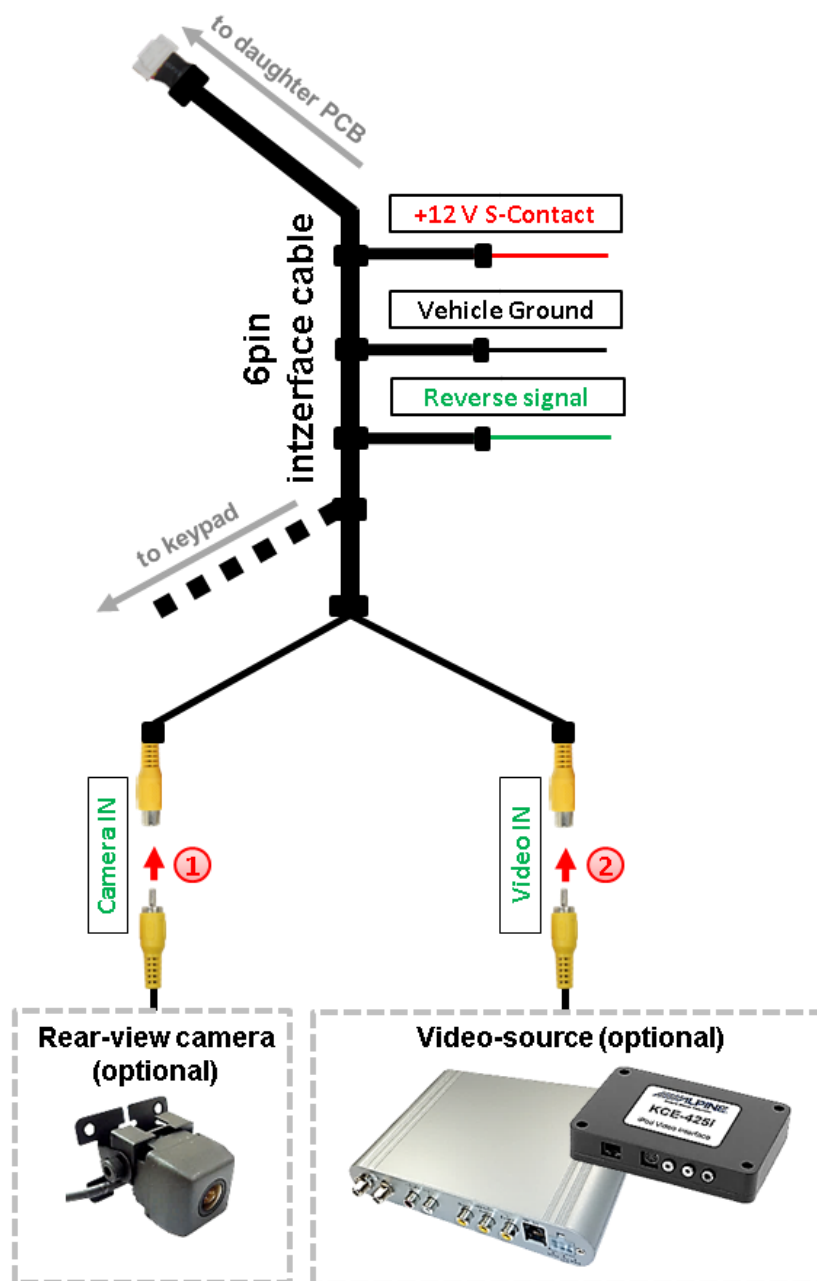 to daughter PCB
+12 V S-Contact
Vehicle Ground
Reverse signal
6pin
intzerface cable
to keypad
Camera IN
Video IN
1
2
Rear-view camera
(optional)
Video-source (optional)
ALPINE
KCE-425i
iPod Video Interface